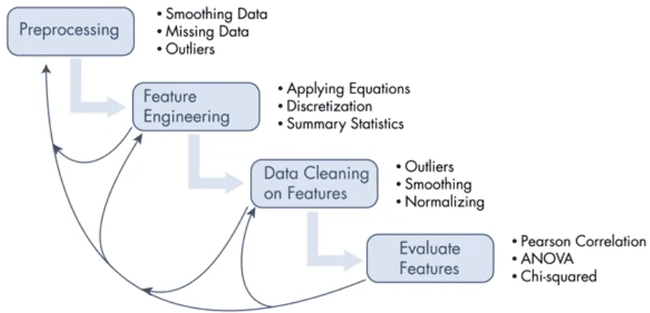 Preprocessing
• Smoothing Data
• Missing Data
• Outliers
Feature
Engineering
• Applying Equations
• Discretization
• Summary Statistics
Data Cleaning
on Features
• Outliers
• Smoothing
• Normalizing
Evaluate
Features
• Pearson Correlation
• ANOVA
• Chi-squared